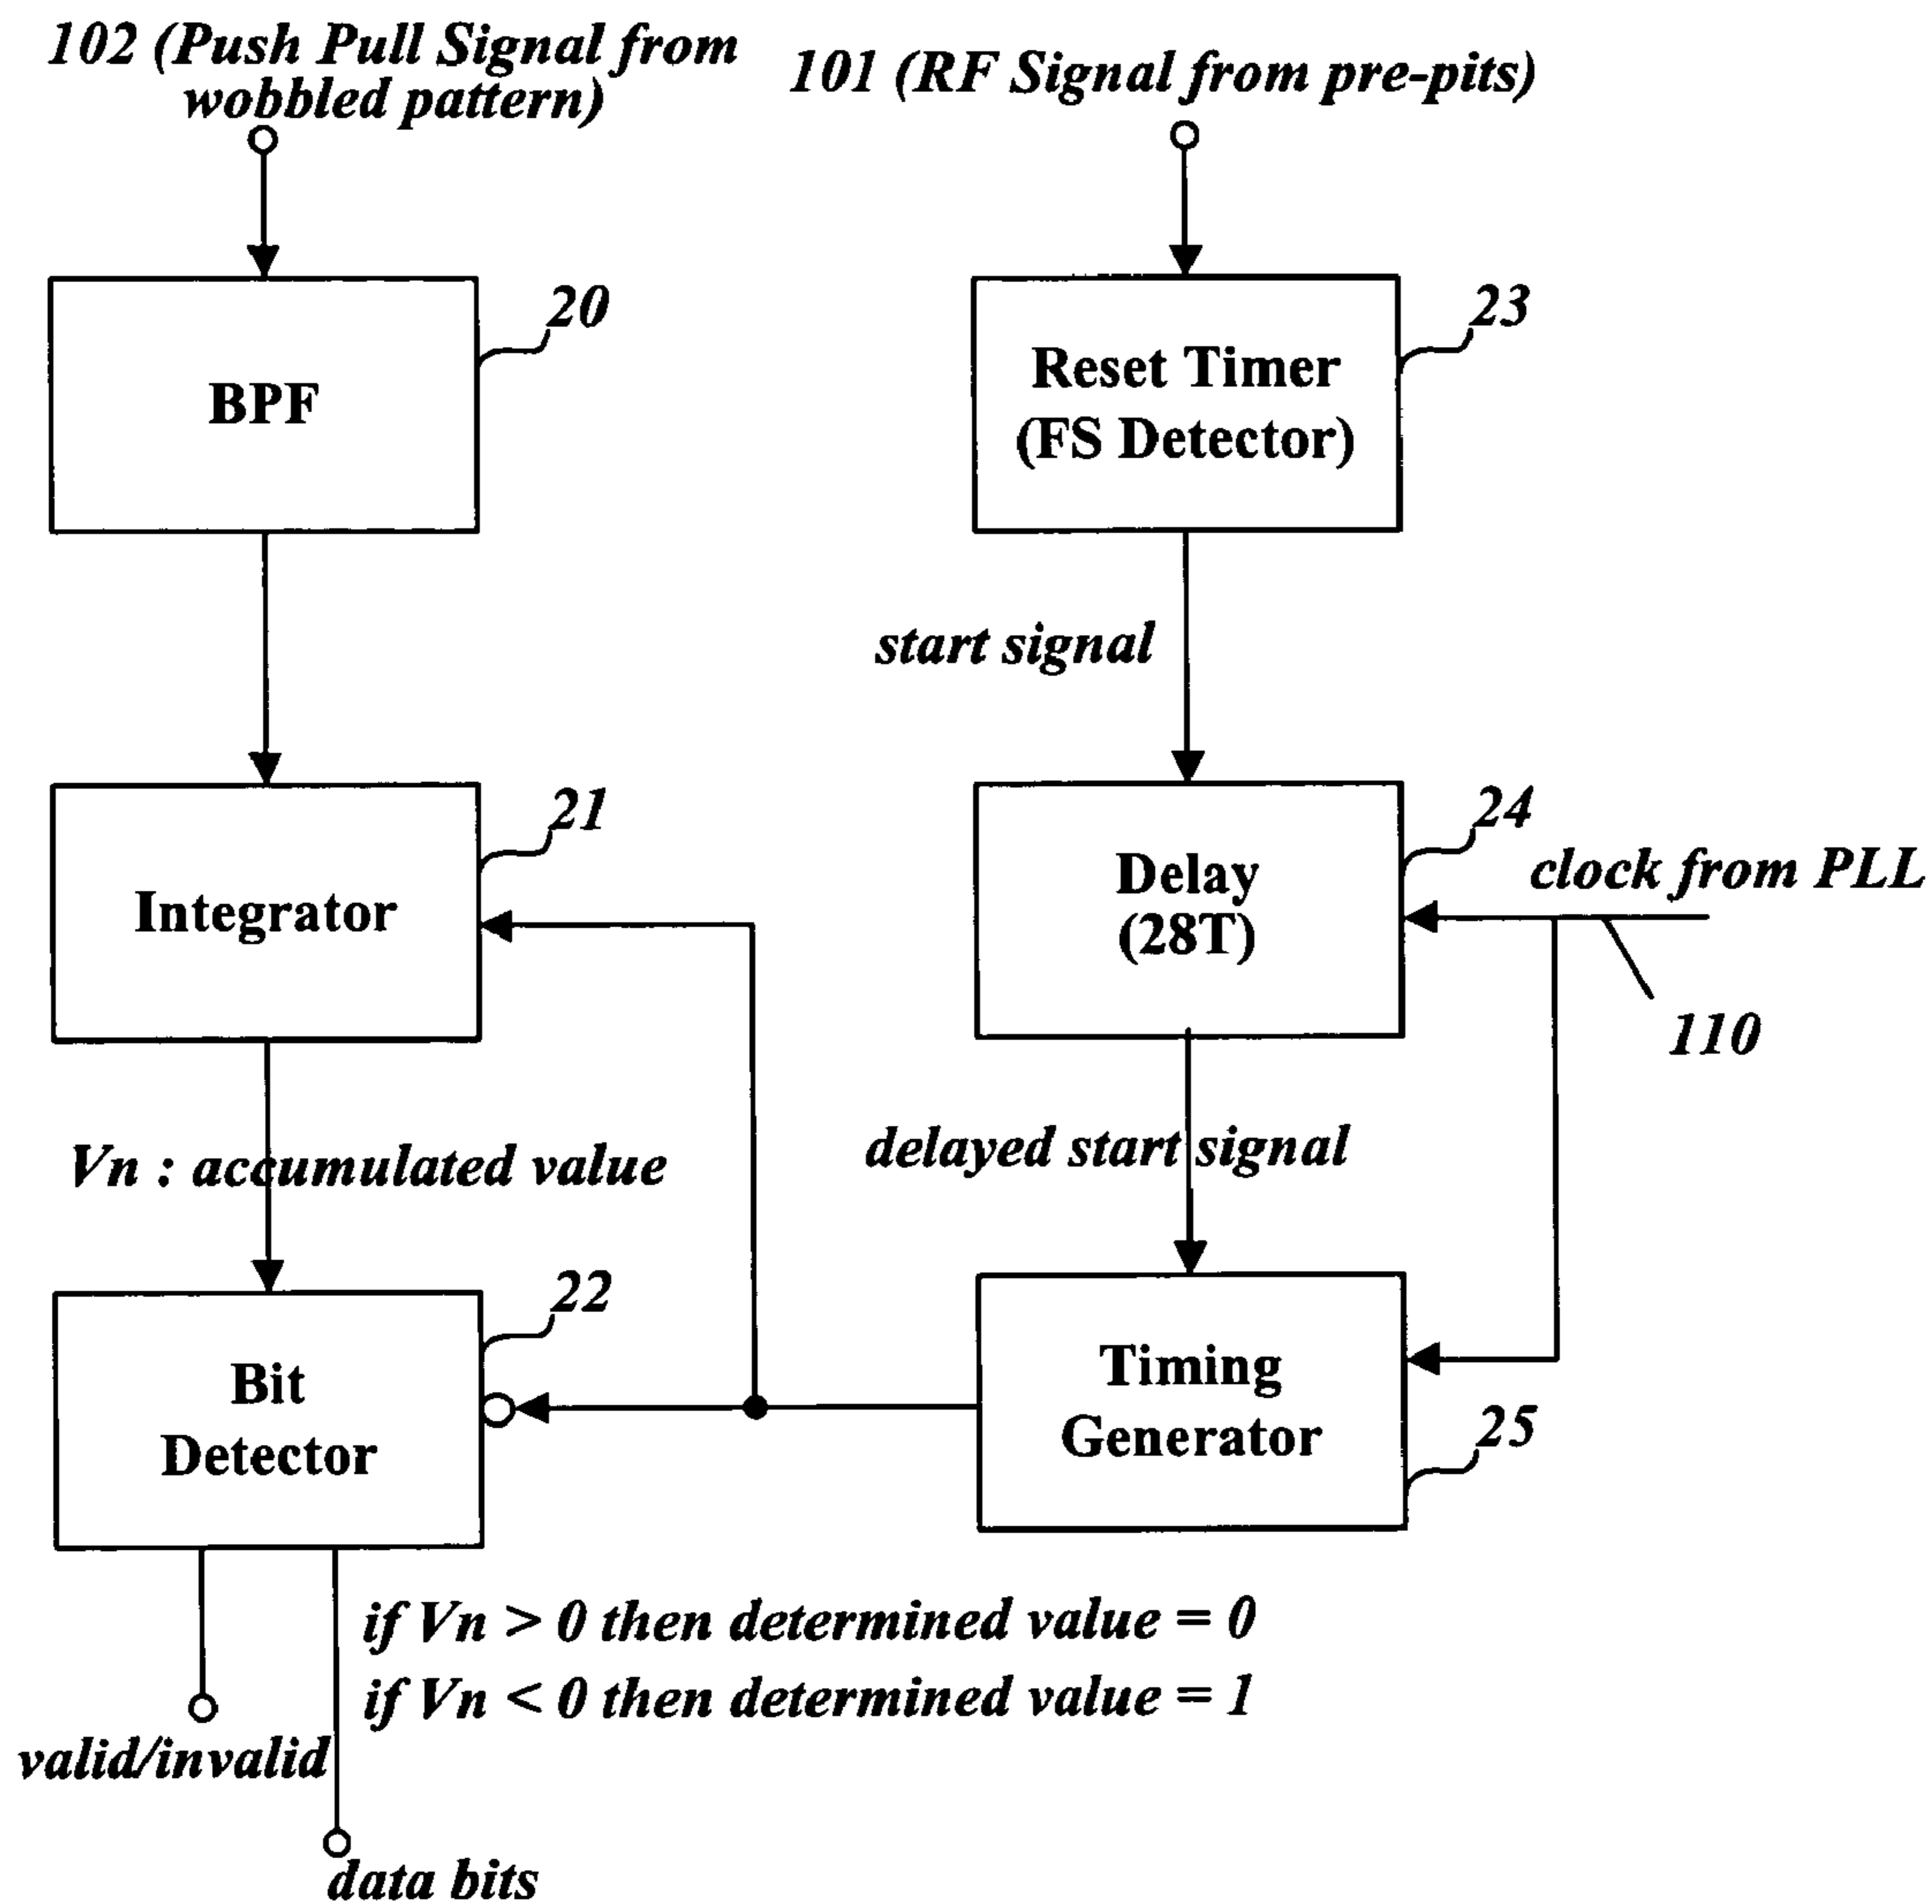 102 (Push Pull Signal from
wobbled pattern)
101 (RF Signal from pre-pits)
20
BPF
23
Reset Timer
(FS Detector)
start signal
21
Integrator
24
Delay
(28T)
clock from PLL
110
Vn : accumulated value
delayed start signal
22
Bit
Detector
Timing
Generator
25
if Vn > 0 then determined value = 0
if Vn < 0 then determined value = 1
valid/invalid
data bits